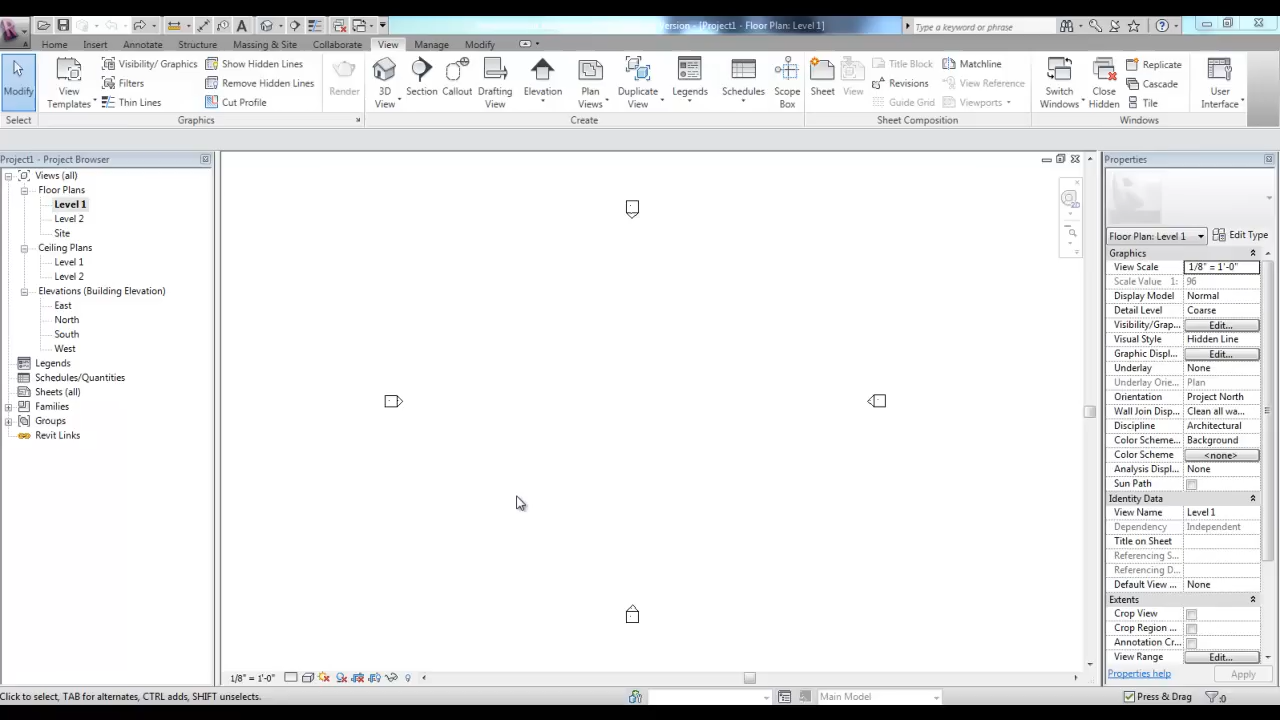 Version - [Project1 - Floor Plan: Level 1]
Type a keyword or phrase
Home Insert Annotate Structure Massing & Site Collaborate View Manage Modify
Modify
View Templates
Visibility/ Graphics
Filters
Thin Lines
Show Hidden Lines
Remove Hidden Lines
Cut Profile
Render
3D View
Section
Callout
Drafting View
Elevation
Plan Views
Duplicate View
Legends
Schedules
Scope Box
Sheet
View
Title Block
Revisions
Guide Grid
Matchline
View Reference
Viewports
Switch Windows
Close Hidden
Replicate
Cascade
Tile
User Interface
Select Graphics Create Sheet Composition Windows
Project1 - Project Browser
Views (all)
Floor Plans
Level 1
Level 2
Site
Ceiling Plans
Level 1
Level 2
Elevations (Building Elevation)
East
North
South
West
Legends
Schedules/Quantities
Sheets (all)
Families
Groups
Revit Links
2D
Properties
Floor Plan: Level 1 Edit Type
Graphics
View Scale 1/8" = 1'-0"
Scale Value 1: 96
Display Model Normal
Detail Level Coarse
Visibility/Grap... Edit...
Visual Style Hidden Line
Graphic Displ... Edit...
Underlay None
Underlay Orie... Plan
Orientation Project North
Wall Join Disp... Clean all wa...
Discipline Architectural
Color Scheme... Background
Color Scheme <none>
Analysis Displ... None
Sun Path
Identity Data
View Name Level 1
Dependency Independent
Title on Sheet
Referencing S...
Referencing D...
Default View ... None
Extents
Crop View
Crop Region ...
Annotation Cr...
View Range Edit...
Properties help Apply
1/8" = 1'-0"
Click to select, TAB for alternates, CTRL adds, SHIFT unselects.
Main Model
Press & Drag
:0